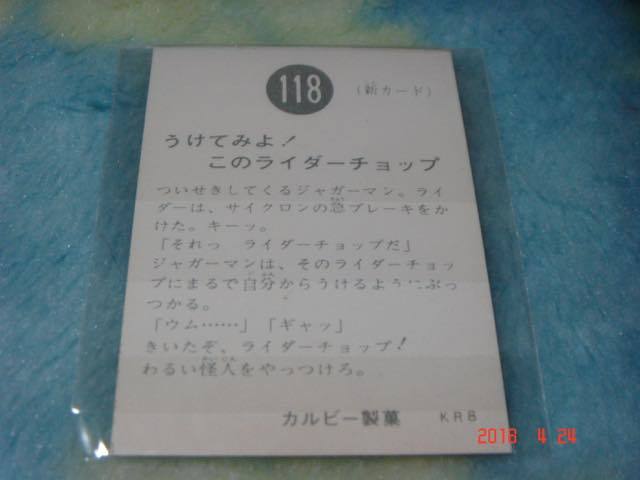 118
(新カード)
うけてみよ!
このライダーチョップ
ついせきしてくるジャガーマン。ライ
ダーは、サイクロンの急ブレーキをか
けた。キーッ。
「それっ　ライダーチョップだ」
ジャガーマンは、そのライダーチョッ
プにまるで自分からうけるようにぶっ
つかる。
「ウム……」「ギャッ」
きいたぞ、ライダーチョップ!
わるい怪人をやっつけろ。
カルビー製菓 KR8
2018 4 24